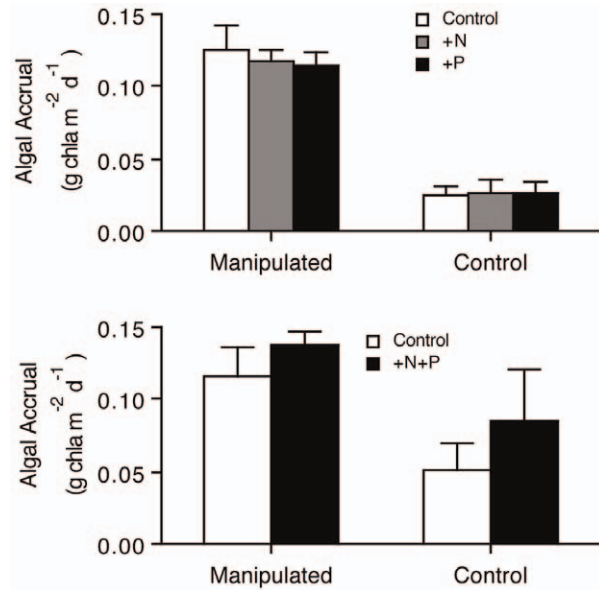 Algal Accrual
(g chla m⁻² d⁻¹)
0.15
0.10
0.05
0.00
Control
+N
+P
Manipulated Control
Algal Accrual
(g chla m⁻² d⁻¹)
0.15
0.10
0.05
0.00
Control
+N+P
Manipulated Control